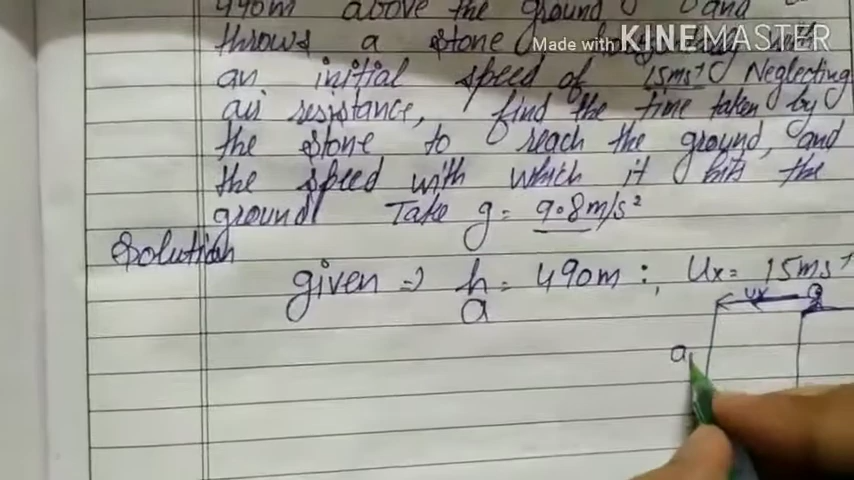 490m above the ground and
throws a stone with
Made with KINEMASTER
an initial speed of 15ms⁻¹ Neglecting
air resistance, find the time taken by
the stone to reach the ground, and
the speed with which it hits the
ground Take g = 9.8m/s²
Solution
given => h = 490m ; Ux = 15ms⁻¹
a
ux
a